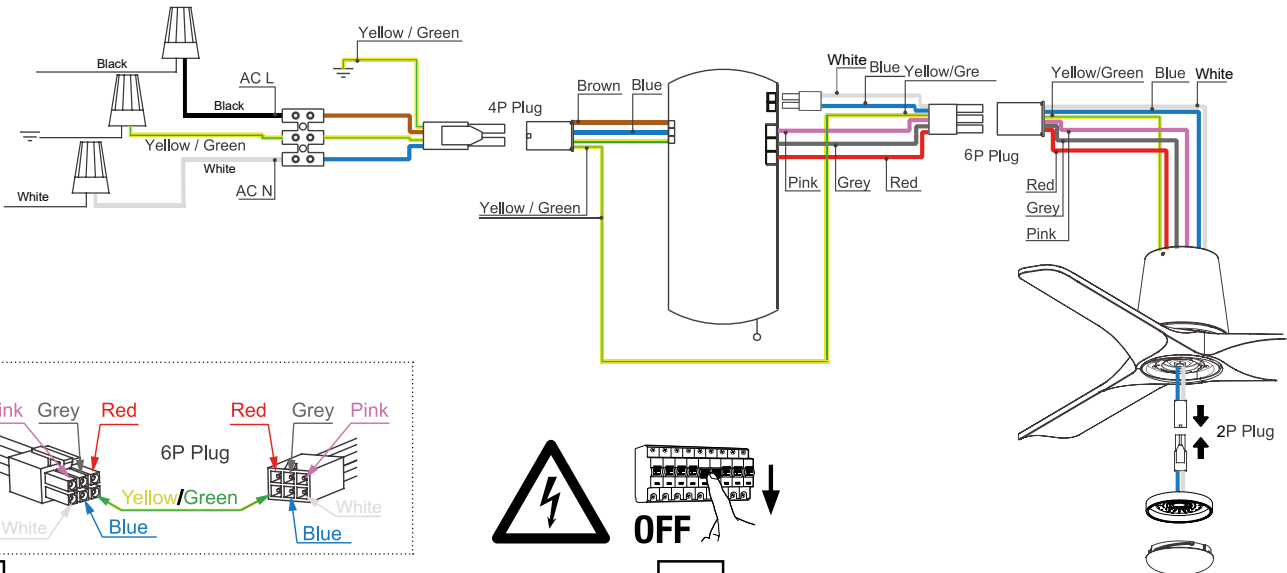 Yellow / Green
Black
AC L
Black
4P Plug
Brown Blue
White Blue Yellow/Gre
Yellow/Green Blue White
Yellow / Green
White
AC N
White
6P Plug
Pink Grey Red
Yellow / Green
Red
Grey
Pink
ink Grey Red
Red Grey Pink
6P Plug
Yellow/Green
White
Blue
White
Blue
OFF
2P Plug